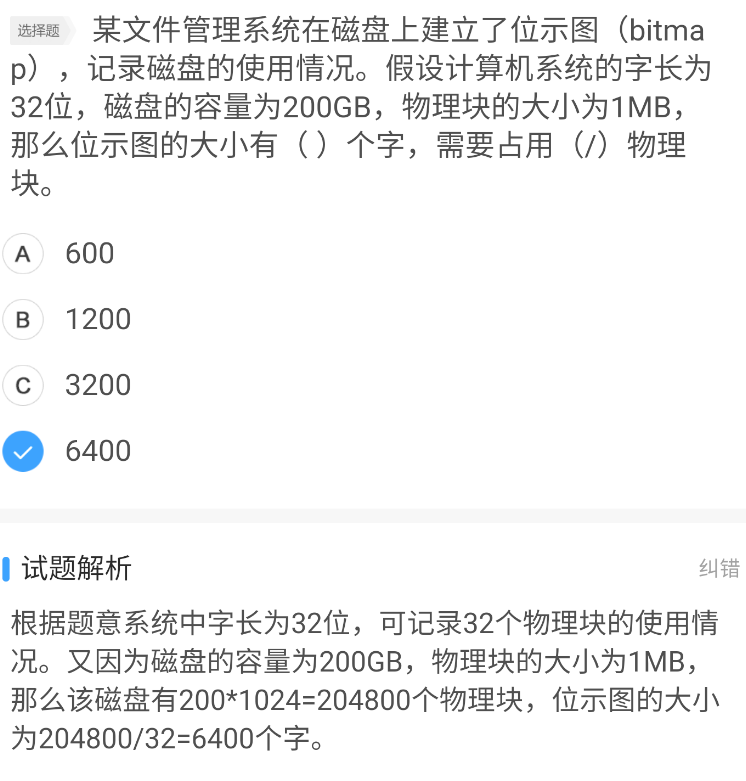 选择题 某文件管理系统在磁盘上建立了位示图（bitma
p），记录磁盘的使用情况。假设计算机系统的字长为
32位，磁盘的容量为200GB，物理块的大小为1MB，
那么位示图的大小有（ ）个字，需要占用（/）物理
块。
A 600
B 1200
C 3200
6400
试题解析 纠错
根据题意系统中字长为32位，可记录32个物理块的使用情
况。又因为磁盘的容量为200GB，物理块的大小为1MB，
那么该磁盘有200*1024=204800个物理块，位示图的大小
为204800/32=6400个字。